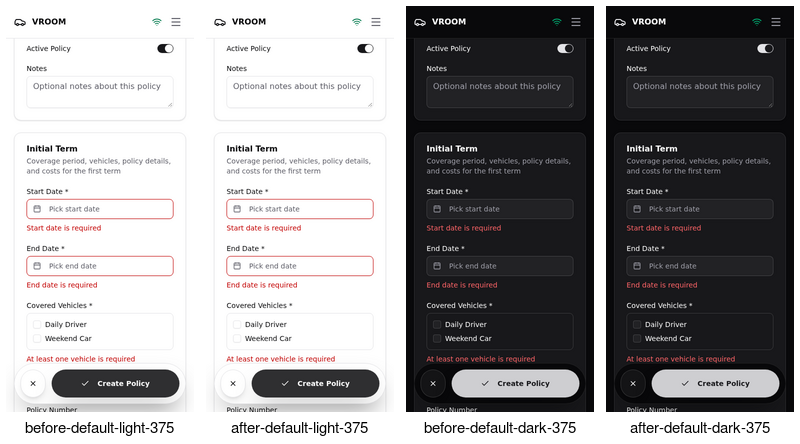 VROOM
Active Policy
Notes
Optional notes about this policy
Initial Term
Coverage period, vehicles, policy details,
and costs for the first term
Start Date *
Pick start date
Start date is required
End Date *
Pick end date
End date is required
Covered Vehicles *
Daily Driver
Weekend Car
At least one vehicle is required
Create Policy
Policy Number
before-default-light-375
VROOM
Active Policy
Notes
Optional notes about this policy
Initial Term
Coverage period, vehicles, policy details,
and costs for the first term
Start Date *
Pick start date
Start date is required
End Date *
Pick end date
End date is required
Covered Vehicles *
Daily Driver
Weekend Car
At least one vehicle is required
Create Policy
Policy Number
after-default-light-375
VROOM
Active Policy
Notes
Optional notes about this policy
Initial Term
Coverage period, vehicles, policy details,
and costs for the first term
Start Date *
Pick start date
Start date is required
End Date *
Pick end date
End date is required
Covered Vehicles *
Daily Driver
Weekend Car
At least one vehicle is required
Create Policy
Policy Number
before-default-dark-375
VROOM
Active Policy
Notes
Optional notes about this policy
Initial Term
Coverage period, vehicles, policy details,
and costs for the first term
Start Date *
Pick start date
Start date is required
End Date *
Pick end date
End date is required
Covered Vehicles *
Daily Driver
Weekend Car
At least one vehicle is required
Create Policy
Policy Number
after-default-dark-375